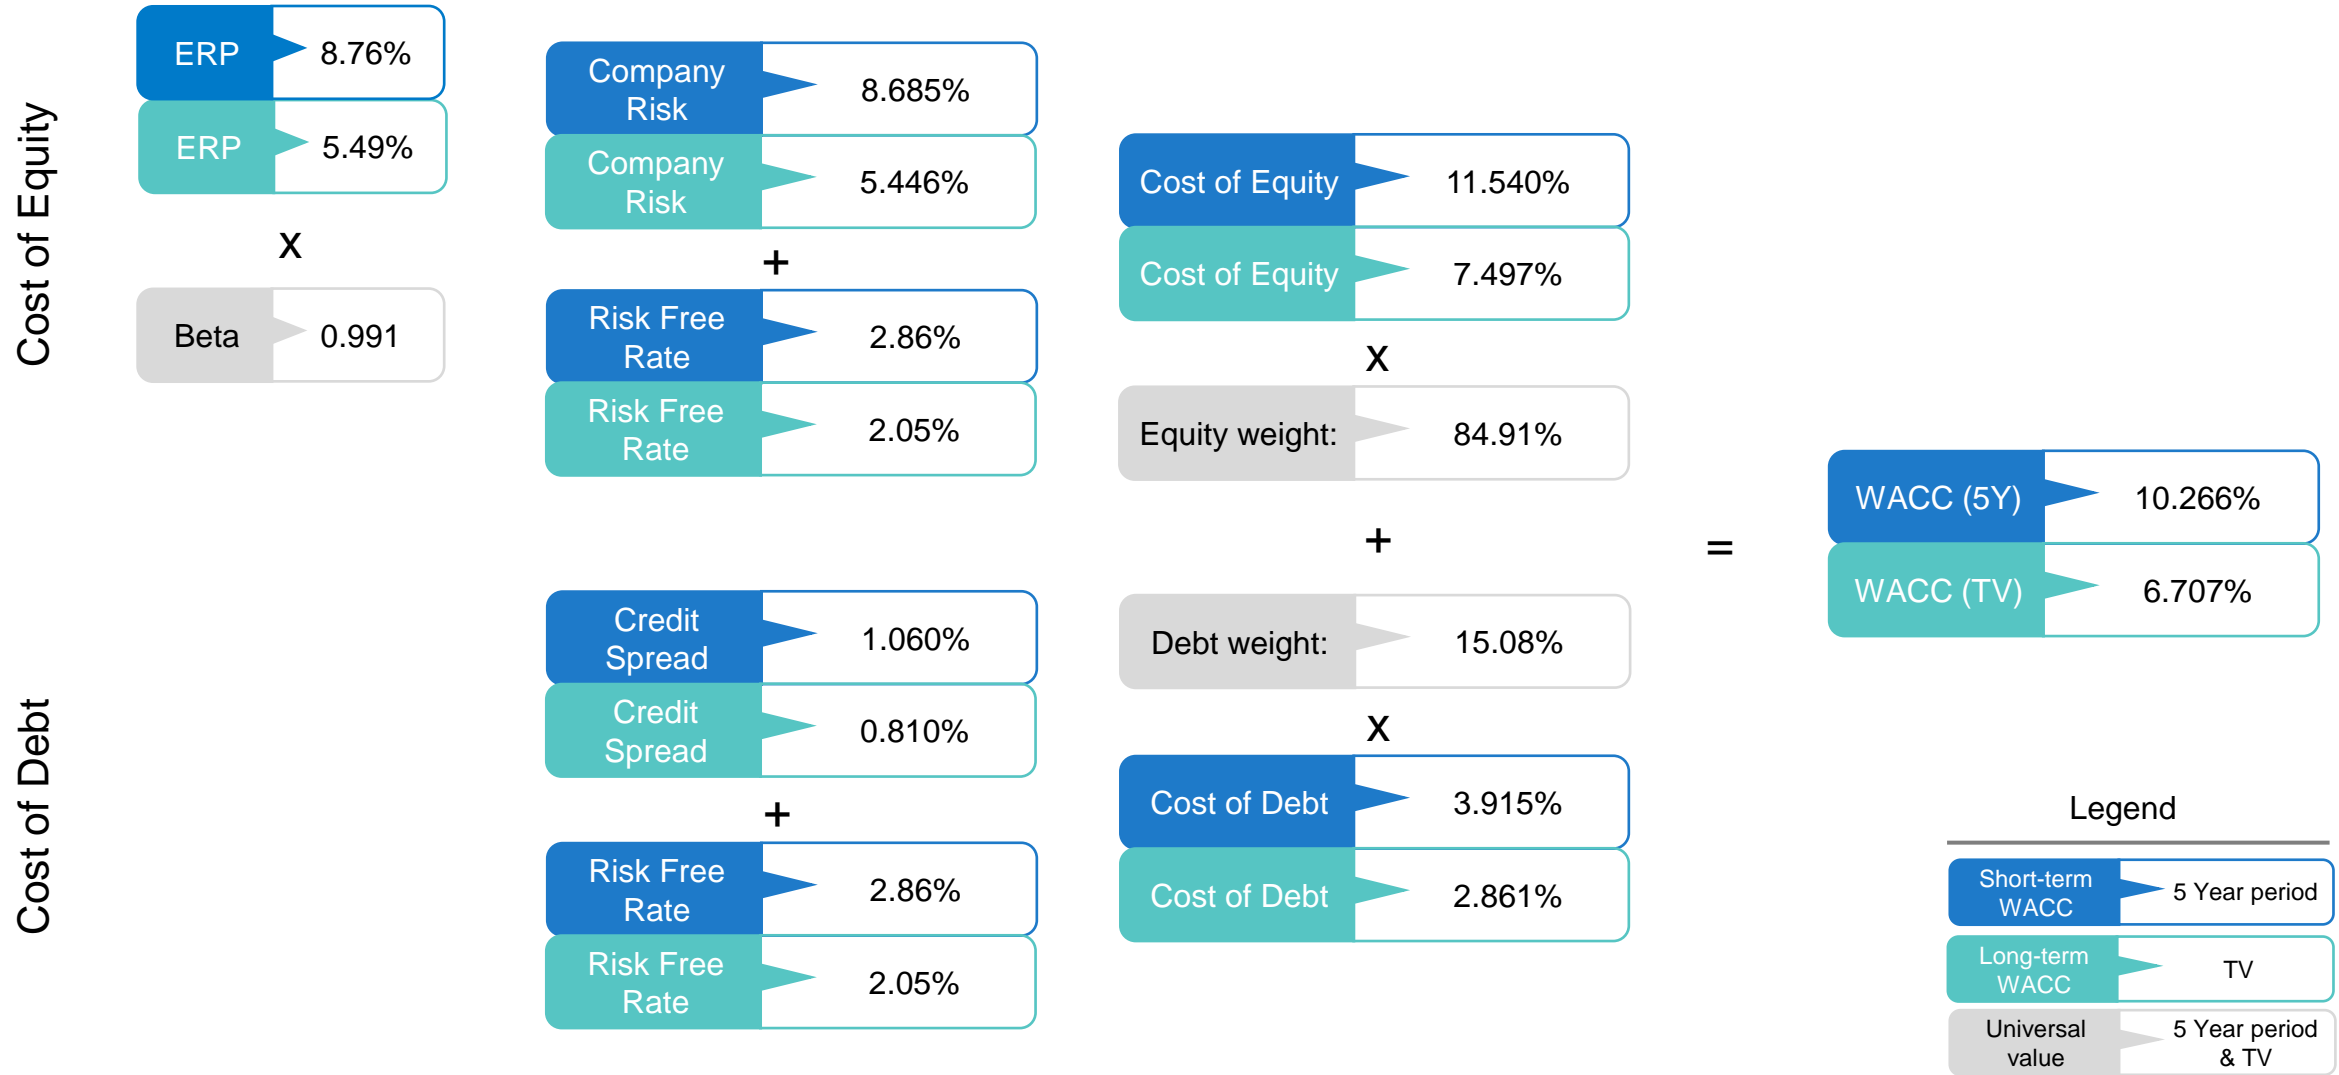 Cost of Equity
ERP 8.76%
ERP 5.49%
x
Beta 0.991
Company
Risk
8.685%
Company
Risk
5.446%
+
Risk Free
Rate
2.86%
Risk Free
Rate
2.05%
Cost of Equity 11.540%
Cost of Equity 7.497%
x
Equity weight: 84.91%
+
Debt weight: 15.08%
x
Cost of Debt 3.915%
Cost of Debt 2.861%
=
WACC (5Y) 10.266%
WACC (TV) 6.707%
Cost of Debt
Credit
Spread
1.060%
Credit
Spread
0.810%
+
Risk Free
Rate
2.86%
Risk Free
Rate
2.05%
Legend
Short-term
WACC
5 Year period
Long-term
WACC
TV
Universal
value
5 Year period
& TV